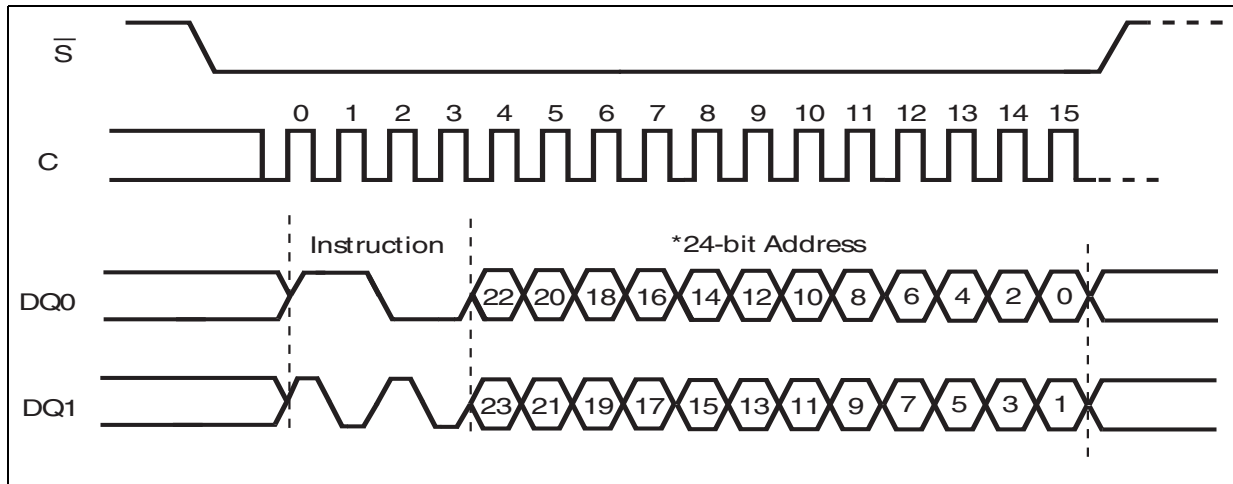 S
0 1 2 3 4 5 6 7 8 9 10 11 12 13 14 15
C
Instruction *24-bit Address
DQ0 22 20 18 16 14 12 10 8 6 4 2 0
DQ1 23 21 19 17 15 13 11 9 7 5 3 1